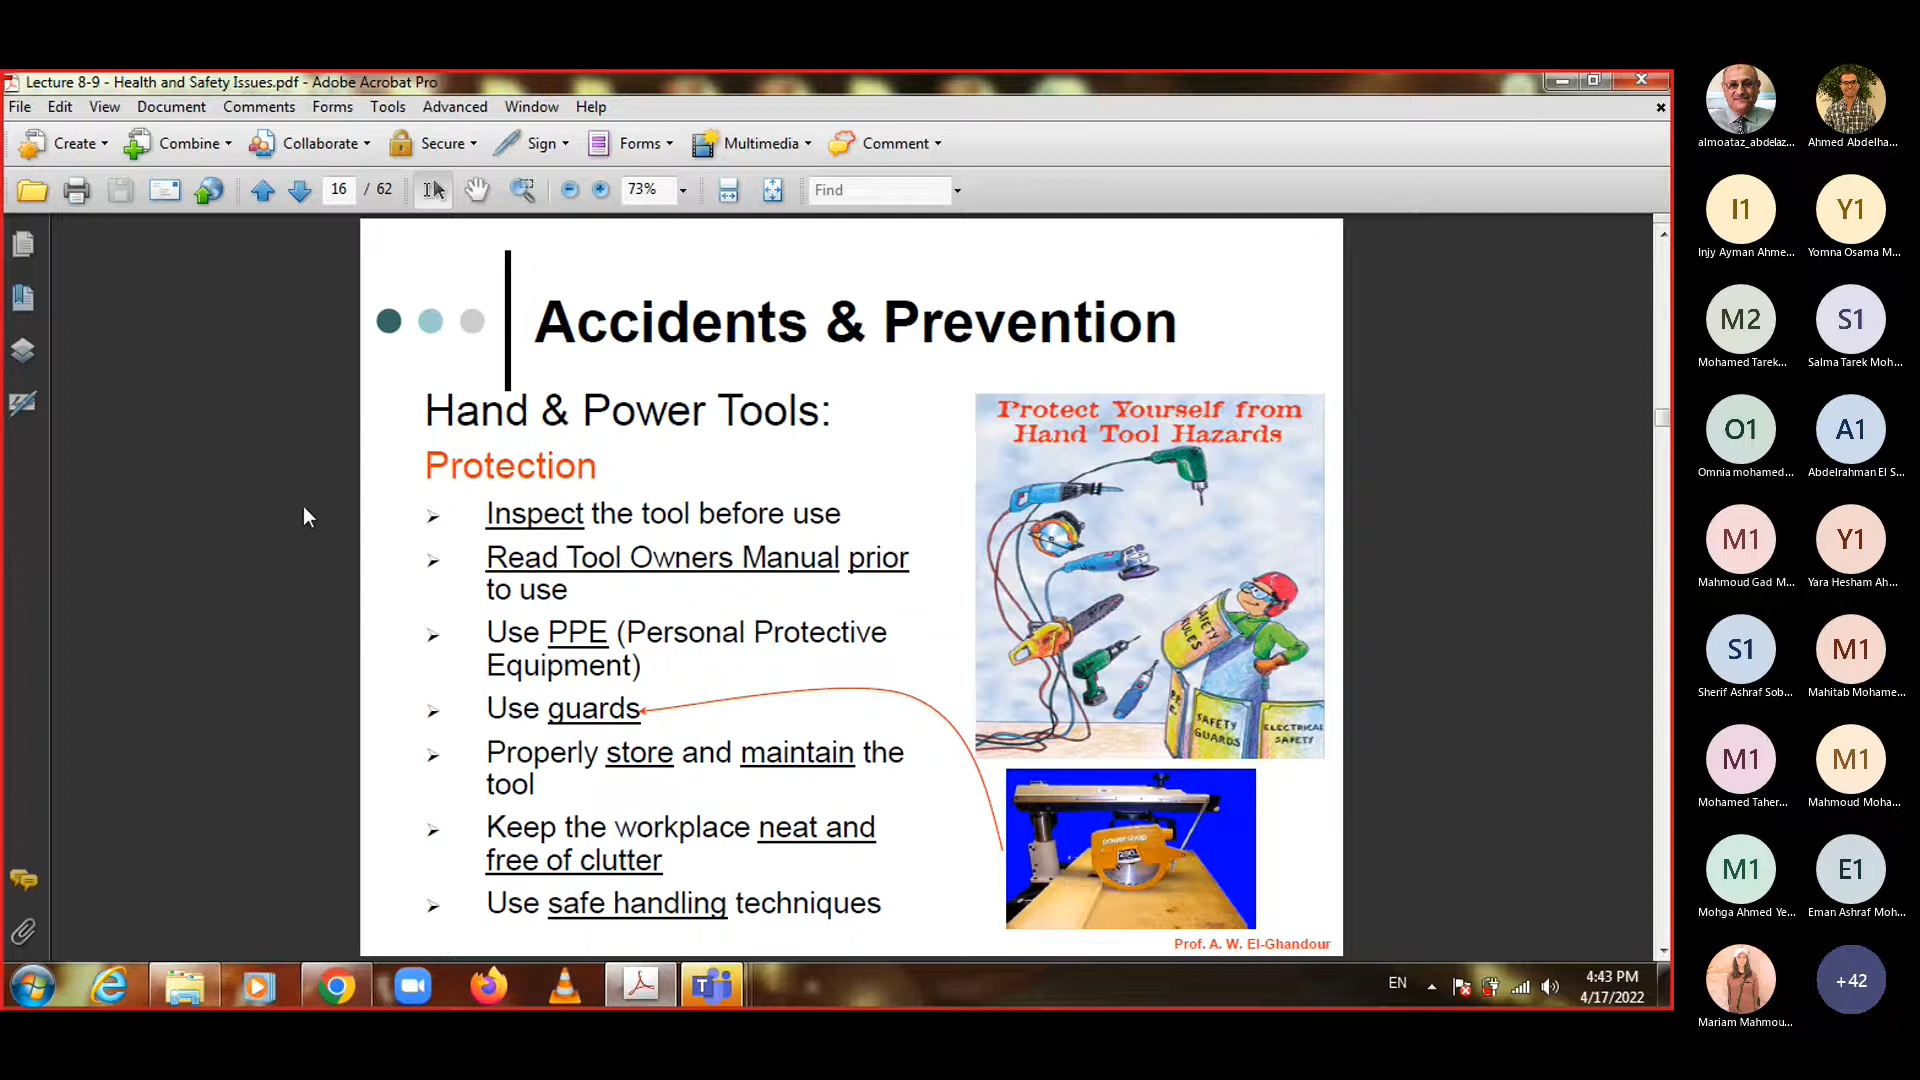 Lecture 8-9 - Health and Safety Issues.pdf - Adobe Acrobat Pro
File Edit View Document Comments Forms Tools Advanced Window Help
Create Combine Collaborate Secure Sign Forms Multimedia Comment
16 / 62 73% Find
Accidents & Prevention
Hand & Power Tools:
Protection
Inspect the tool before use
Read Tool Owners Manual prior
to use
Use PPE (Personal Protective
Equipment)
Use guards
Properly store and maintain the
tool
Keep the workplace neat and
free of clutter
Use safe handling techniques
Protect Yourself from
Hand Tool Hazards
SAFETY
RULES
P.P.E.
SAFETY
GUARDS
ELECTRICAL
SAFETY
powershop
Prof. A. W. El-Ghandour
EN
4:43 PM
4/17/2022
almoataz_abdelaz...
Ahmed Abdelha...
I1
Y1
Injy Ayman Ahme...
Yomna Osama M...
M2
S1
Mohamed Tarek...
Salma Tarek Moh...
O1
A1
Omnia mohamed...
Abdelrahman El S...
M1
Y1
Mahmoud Gad M...
Yara Hesham Ah...
S1
M1
Sherif Ashraf Sob...
Mahitab Mohame...
M1
M1
Mohamed Taher...
Mahmoud Moha...
M1
E1
Mohga Ahmed Ye...
Eman Ashraf Moh...
+42
Mariam Mahmou...